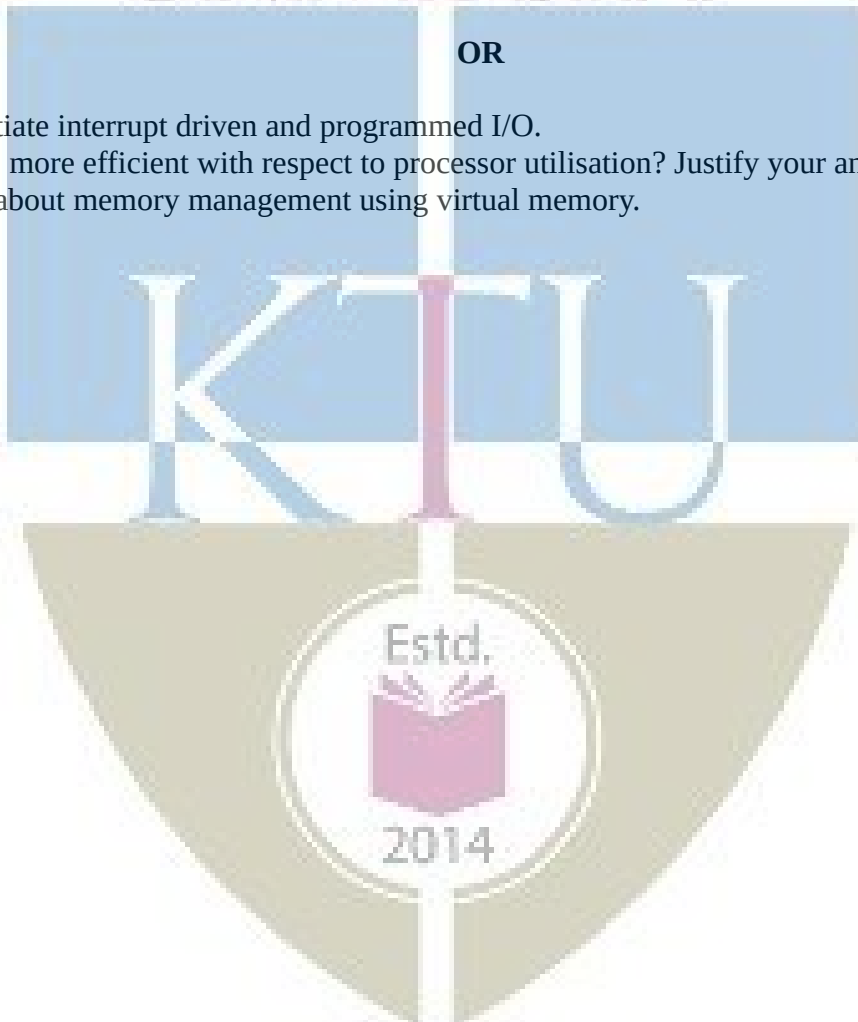 OR
tiate interrupt driven and programmed I/O.
more efficient with respect to processor utilisation? Justify your an
about memory management using virtual memory.
KTU
Estd.
2014